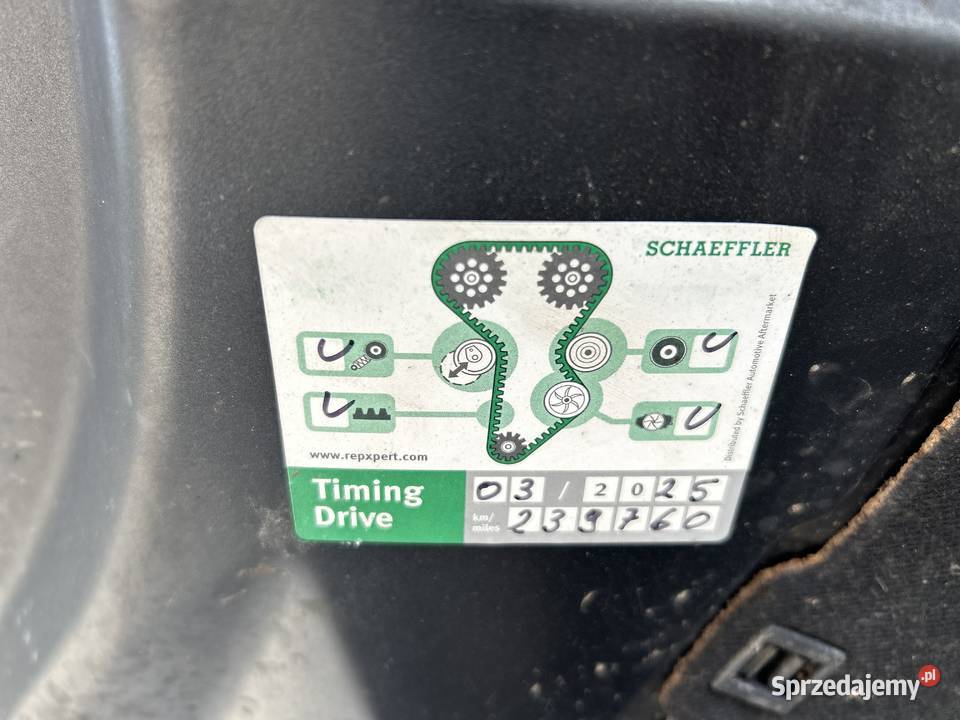 SCHAEFFLER
Distributed by Schaeffler Automotive Aftermarket
www.repxpert.com
Timing
Drive
03 / 2025
km/
miles
239760
Sprzedajemy.pl